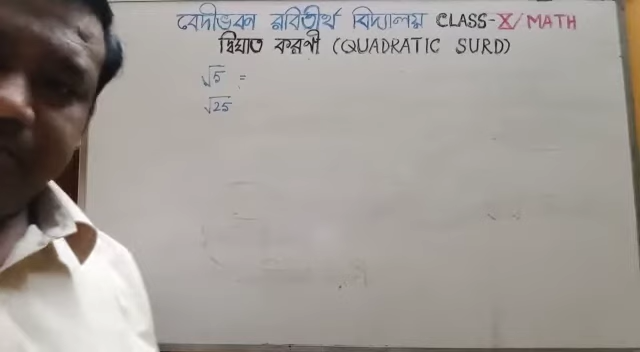 বেদীভবন রবিতীর্থ বিদ্যালয় CLASS-X/MATH
দ্বিঘাত করণী (QUADRATIC SURD)
√5 =
√25